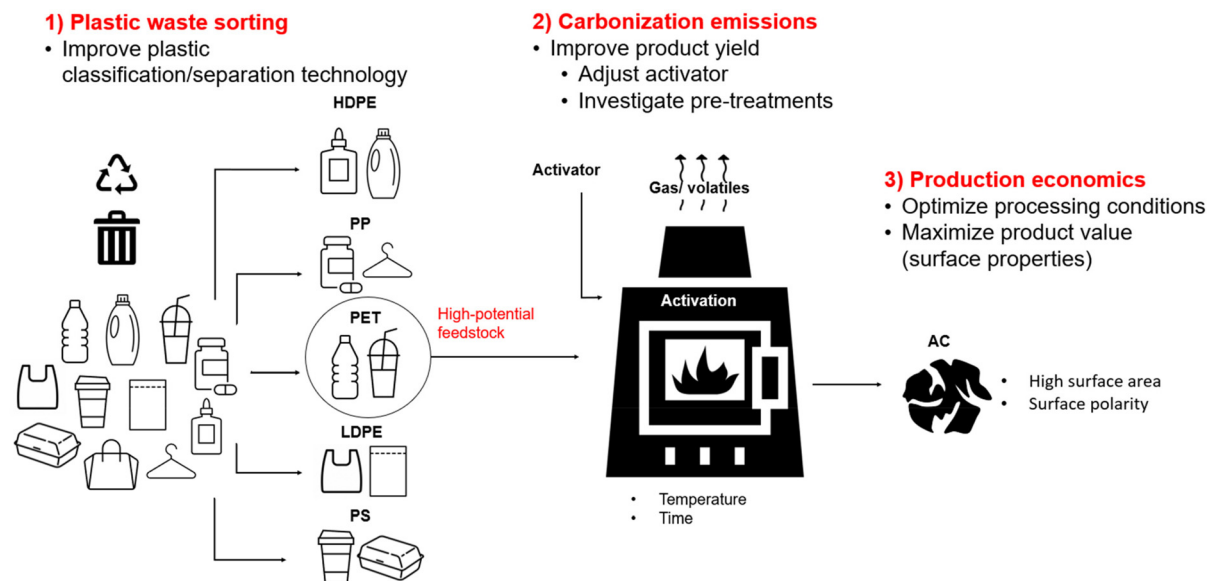 1) Plastic waste sorting
• Improve plastic
classification/separation technology
HDPE
PP
PET
LDPE
PS
High-potential
feedstock
2) Carbonization emissions
• Improve product yield
• Adjust activator
• Investigate pre-treatments
Activator
Gas/ volatiles
Activation
• Temperature
• Time
3) Production economics
• Optimize processing conditions
• Maximize product value
(surface properties)
AC
• High surface area
• Surface polarity